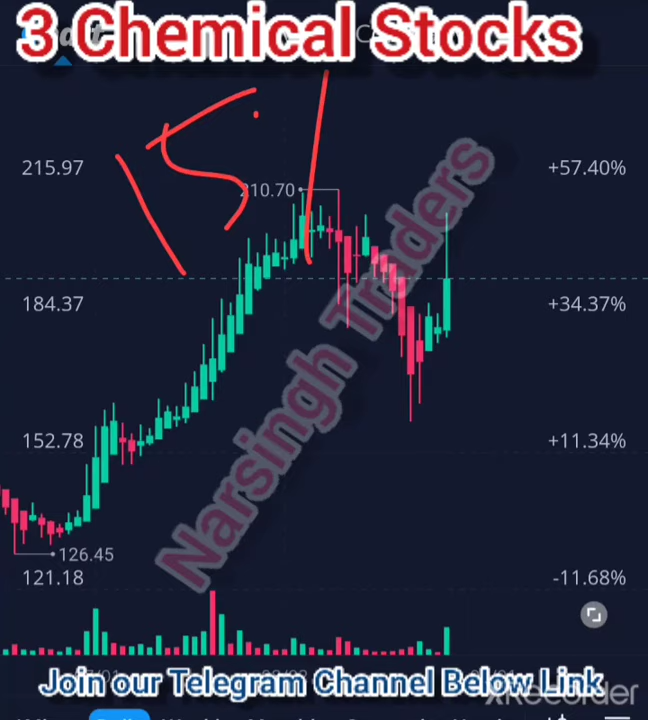 3 Chemical Stocks
215.97 +57.40%
210.70
184.37 +34.37%
Narsingh Traders
152.78 +11.34%
126.45
121.18 -11.68%
Join our Telegram Channel Below Link
XRecorder